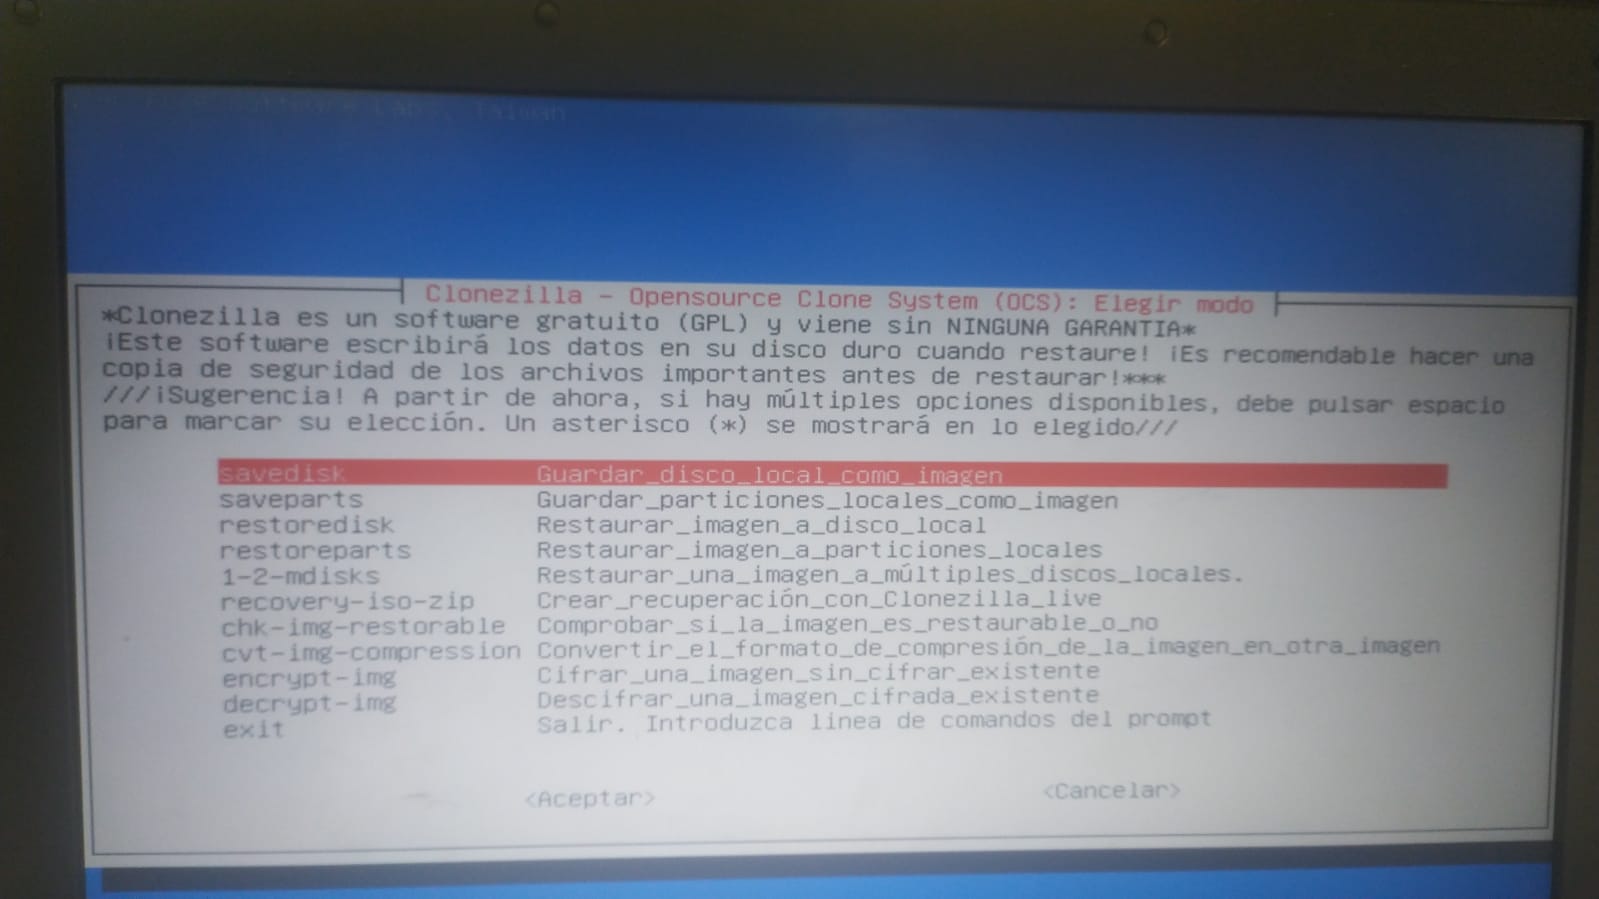 Taiwan
Clonezilla - Opensource Clone System (OCS): Elegir modo
*Clonezilla es un software gratuito (GPL) y viene sin NINGUNA GARANTIA*
¡Este software escribirá los datos en su disco duro cuando restaure! ¡Es recomendable hacer una
copia de seguridad de los archivos importantes antes de restaurar!***
///¡Sugerencia! A partir de ahora, si hay múltiples opciones disponibles, debe pulsar espacio
para marcar su elección. Un asterisco (*) se mostrará en lo elegido///
savedisk Guardar_disco_local_como_imagen
saveparts Guardar_particiones_locales_como_imagen
restoredisk Restaurar_imagen_a_disco_local
restoreparts Restaurar_imagen_a_particiones_locales
1-2-mdisks Restaurar_una_imagen_a_múltiples_discos_locales.
recovery-iso-zip Crear_recuperación_con_Clonezilla_live
chk-img-restorable Comprobar_si_la_imagen_es_restaurable_o_no
cvt-img-compression Convertir_el_formato_de_compresión_de_la_imagen_en_otra_imagen
encrypt-img Cifrar_una_imagen_sin_cifrar_existente
decrypt-img Descifrar_una_imagen_cifrada_existente
exit Salir. Introduzca línea de comandos del prompt
<Aceptar> <Cancelar>